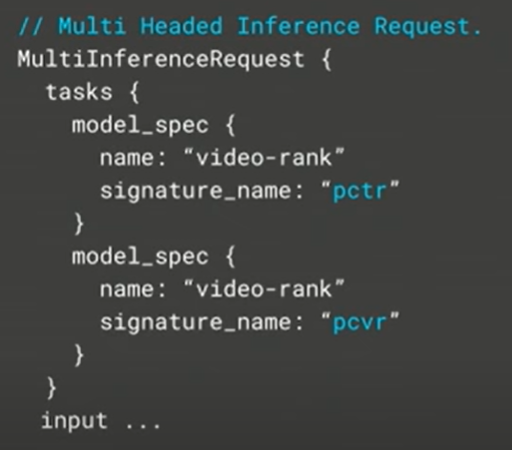 // Multi Headed Inference Request.
MultiInferenceRequest {
  tasks {
    model_spec {
      name: “video-rank”
      signature_name: “pctr”
    }
    model_spec {
      name: “video-rank”
      signature_name: “pcvr”
    }
  }
  input ...